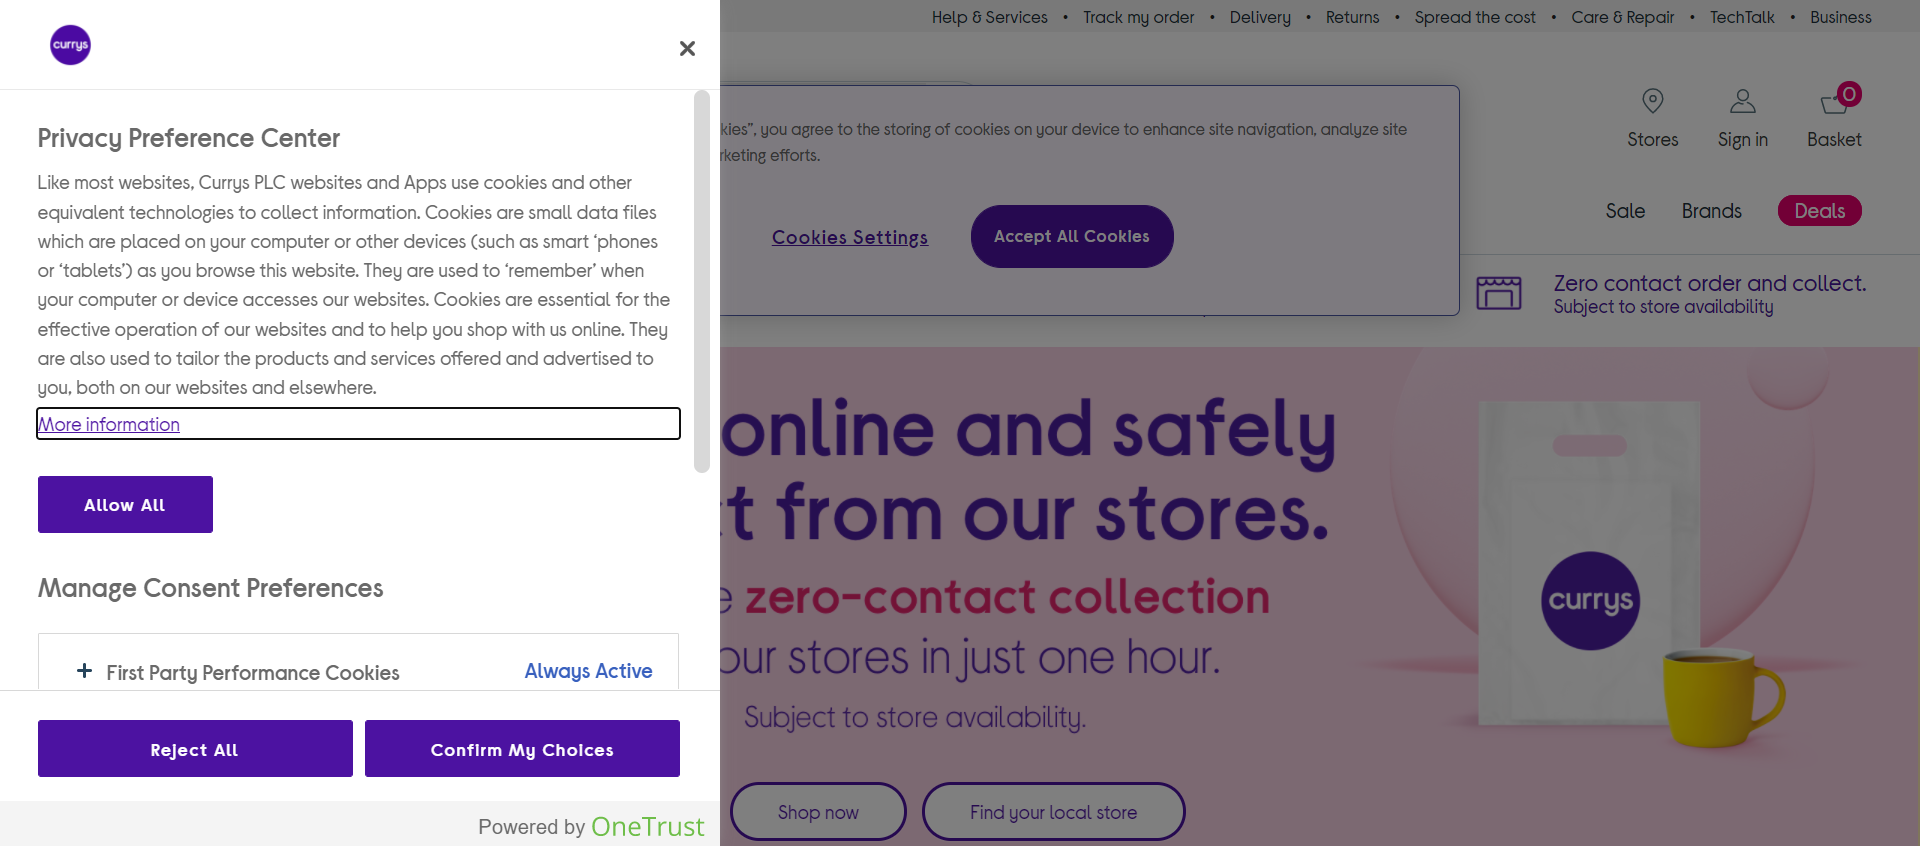 currys
Privacy Preference Center
Like most websites, Currys PLC websites and Apps use cookies and other
equivalent technologies to collect information. Cookies are small data files
which are placed on your computer or other devices (such as smart ‘phones
or ‘tablets’) as you browse this website. They are used to ‘remember’ when
your computer or device accesses our websites. Cookies are essential for the
effective operation of our websites and to help you shop with us online. They
are also used to tailor the products and services offered and advertised to
you, both on our websites and elsewhere.
More information
Allow All
Manage Consent Preferences
First Party Performance Cookies Always Active
Reject All Confirm My Choices
Powered by OneTrust
Help & Services • Track my order • Delivery • Returns • Spread the cost • Care & Repair • TechTalk • Business
kies”, you agree to the storing of cookies on your device to enhance site navigation, analyze site
rketing efforts.
Cookies Settings Accept All Cookies
0
Stores Sign in Basket
Sale Brands Deals
Zero contact order and collect.
Subject to store availability
online and safely
t from our stores.
e zero-contact collection
our stores in just one hour.
Subject to store availability.
Shop now Find your local store
currys